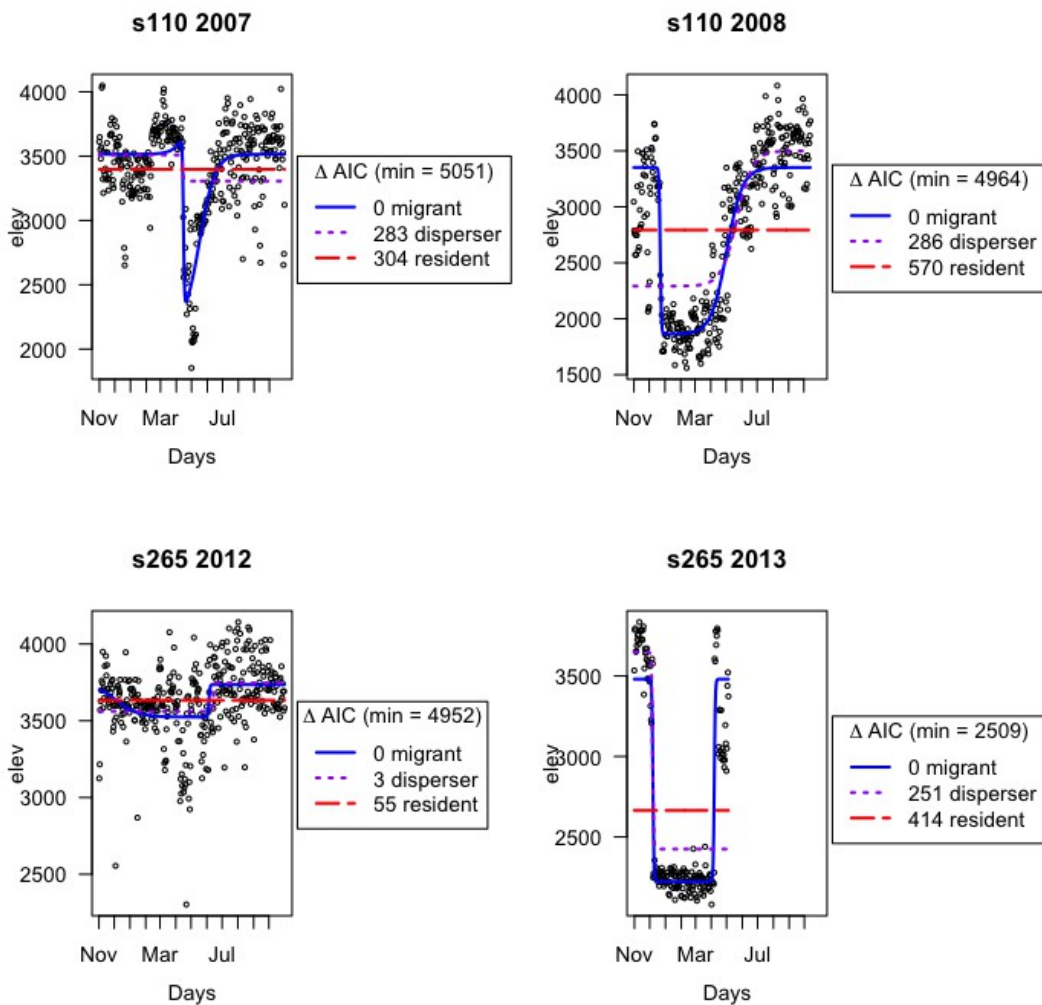 s110 2007
4000
3500
3000
2500
2000
elev
Nov Mar Jul
Days
Δ AIC (min = 5051)
0 migrant
283 disperser
304 resident
s110 2008
4000
3500
3000
2500
2000
1500
elev
Nov Mar Jul
Days
Δ AIC (min = 4964)
0 migrant
286 disperser
570 resident
s265 2012
4000
3500
3000
2500
elev
Nov Mar Jul
Days
Δ AIC (min = 4952)
0 migrant
3 disperser
55 resident
s265 2013
3500
3000
2500
elev
Nov Mar Jul
Days
Δ AIC (min = 2509)
0 migrant
251 disperser
414 resident